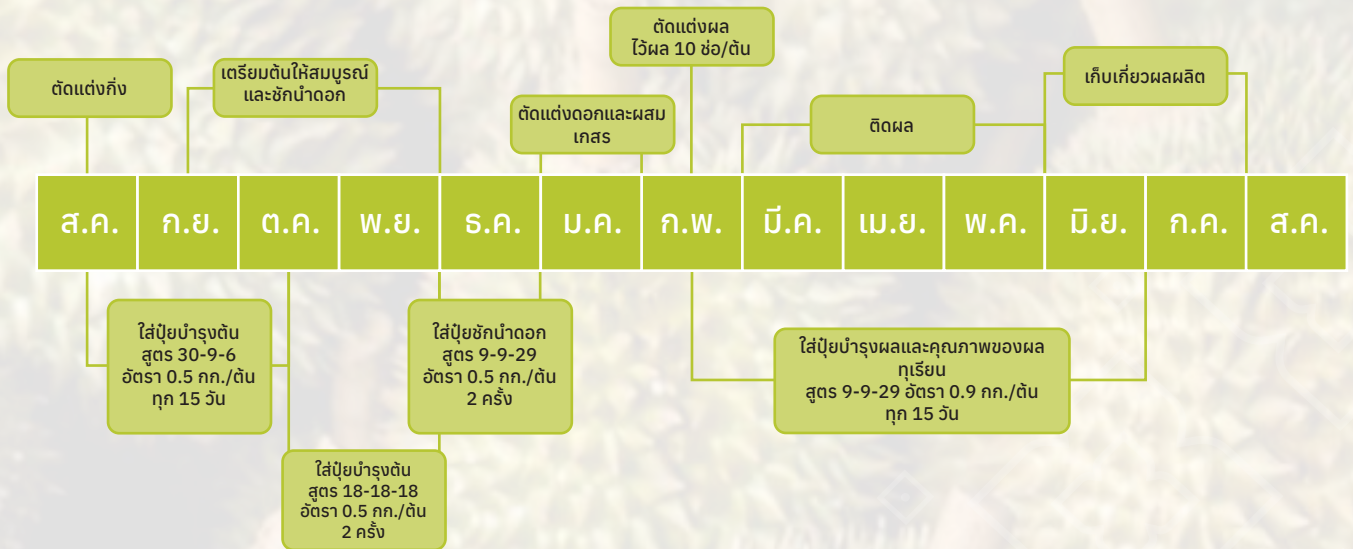 ตัดแต่งผล
ไว้ผล 10 ช่อ/ต้น
ตัดแต่งกิ่ง
เตรียมต้นให้สมบูรณ์
และชักนำดอก
ตัดแต่งดอกและผสม
เกสร
ติดผล
เก็บเกี่ยวผลผลิต
ส.ค. ก.ย. ต.ค. พ.ย. ธ.ค. ม.ค. ก.พ. มี.ค. เม.ย. พ.ค. มิ.ย. ก.ค. ส.ค.
ใส่ปุ๋ยบำรุงต้น
สูตร 30-9-6
อัตรา 0.5 กก./ต้น
ทุก 15 วัน
ใส่ปุ๋ยบำรุงต้น
สูตร 18-18-18
อัตรา 0.5 กก./ต้น
2 ครั้ง
ใส่ปุ๋ยชักนำดอก
สูตร 9-9-29
อัตรา 0.5 กก./ต้น
2 ครั้ง
ใส่ปุ๋ยบำรุงผลและคุณภาพของผล
ทุเรียน
สูตร 9-9-29 อัตรา 0.9 กก./ต้น
ทุก 15 วัน